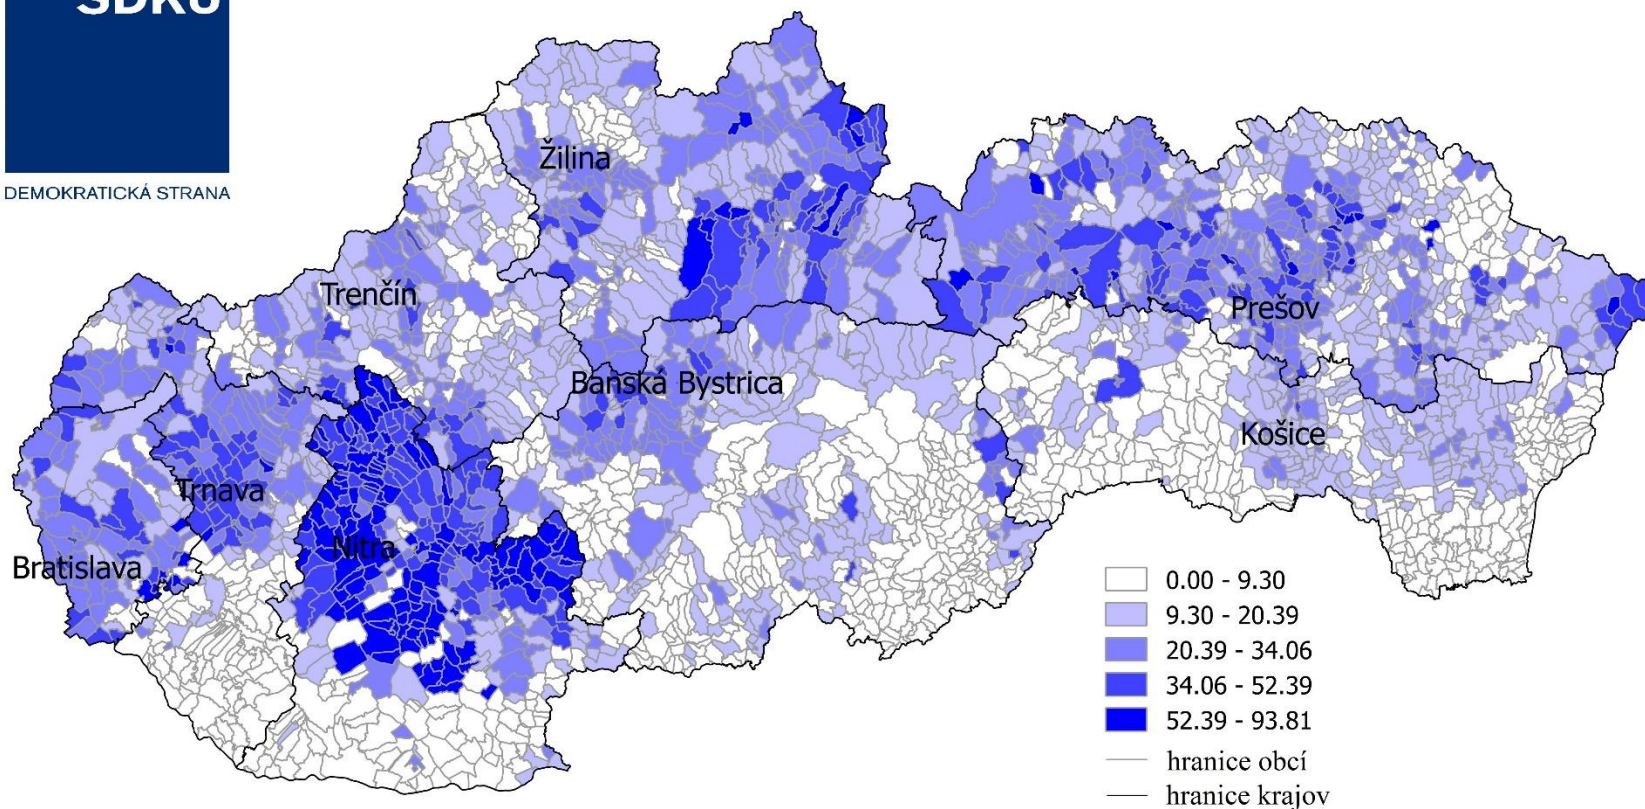 SDKU
DEMOKRATICKÁ STRANA
Žilina
Trenčín
Prešov
Banská Bystrica
Košice
Trnava
Nitra
Bratislava
0.00 - 9.30
9.30 - 20.39
20.39 - 34.06
34.06 - 52.39
52.39 - 93.81
hranice obcí
hranice krajov